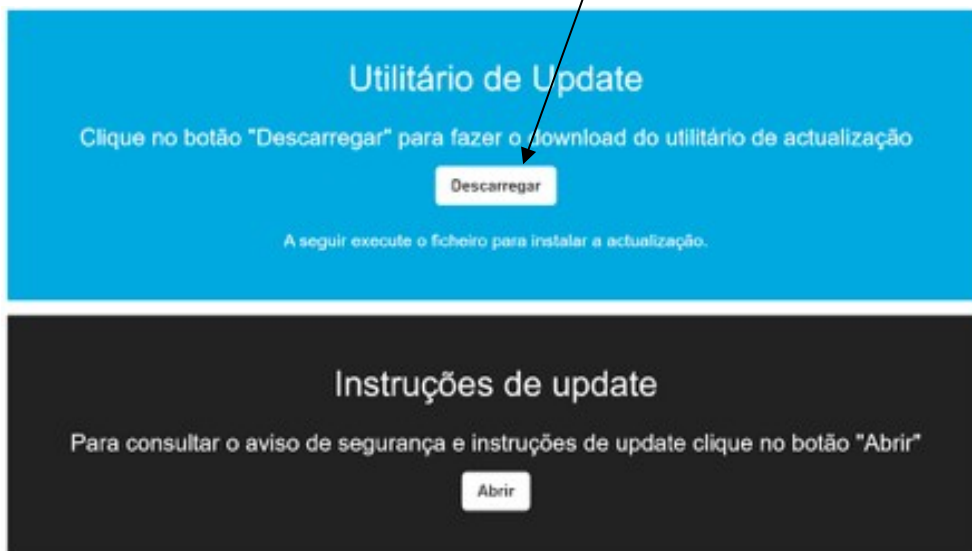 Utilitário de Update
Clique no botão "Descarregar" para fazer o download do utilitário de actualização
Descarregar
A seguir execute o ficheiro para instalar a actualização.
Instruções de update
Para consultar o aviso de segurança e instruções de update clique no botão "Abrir"
Abrir